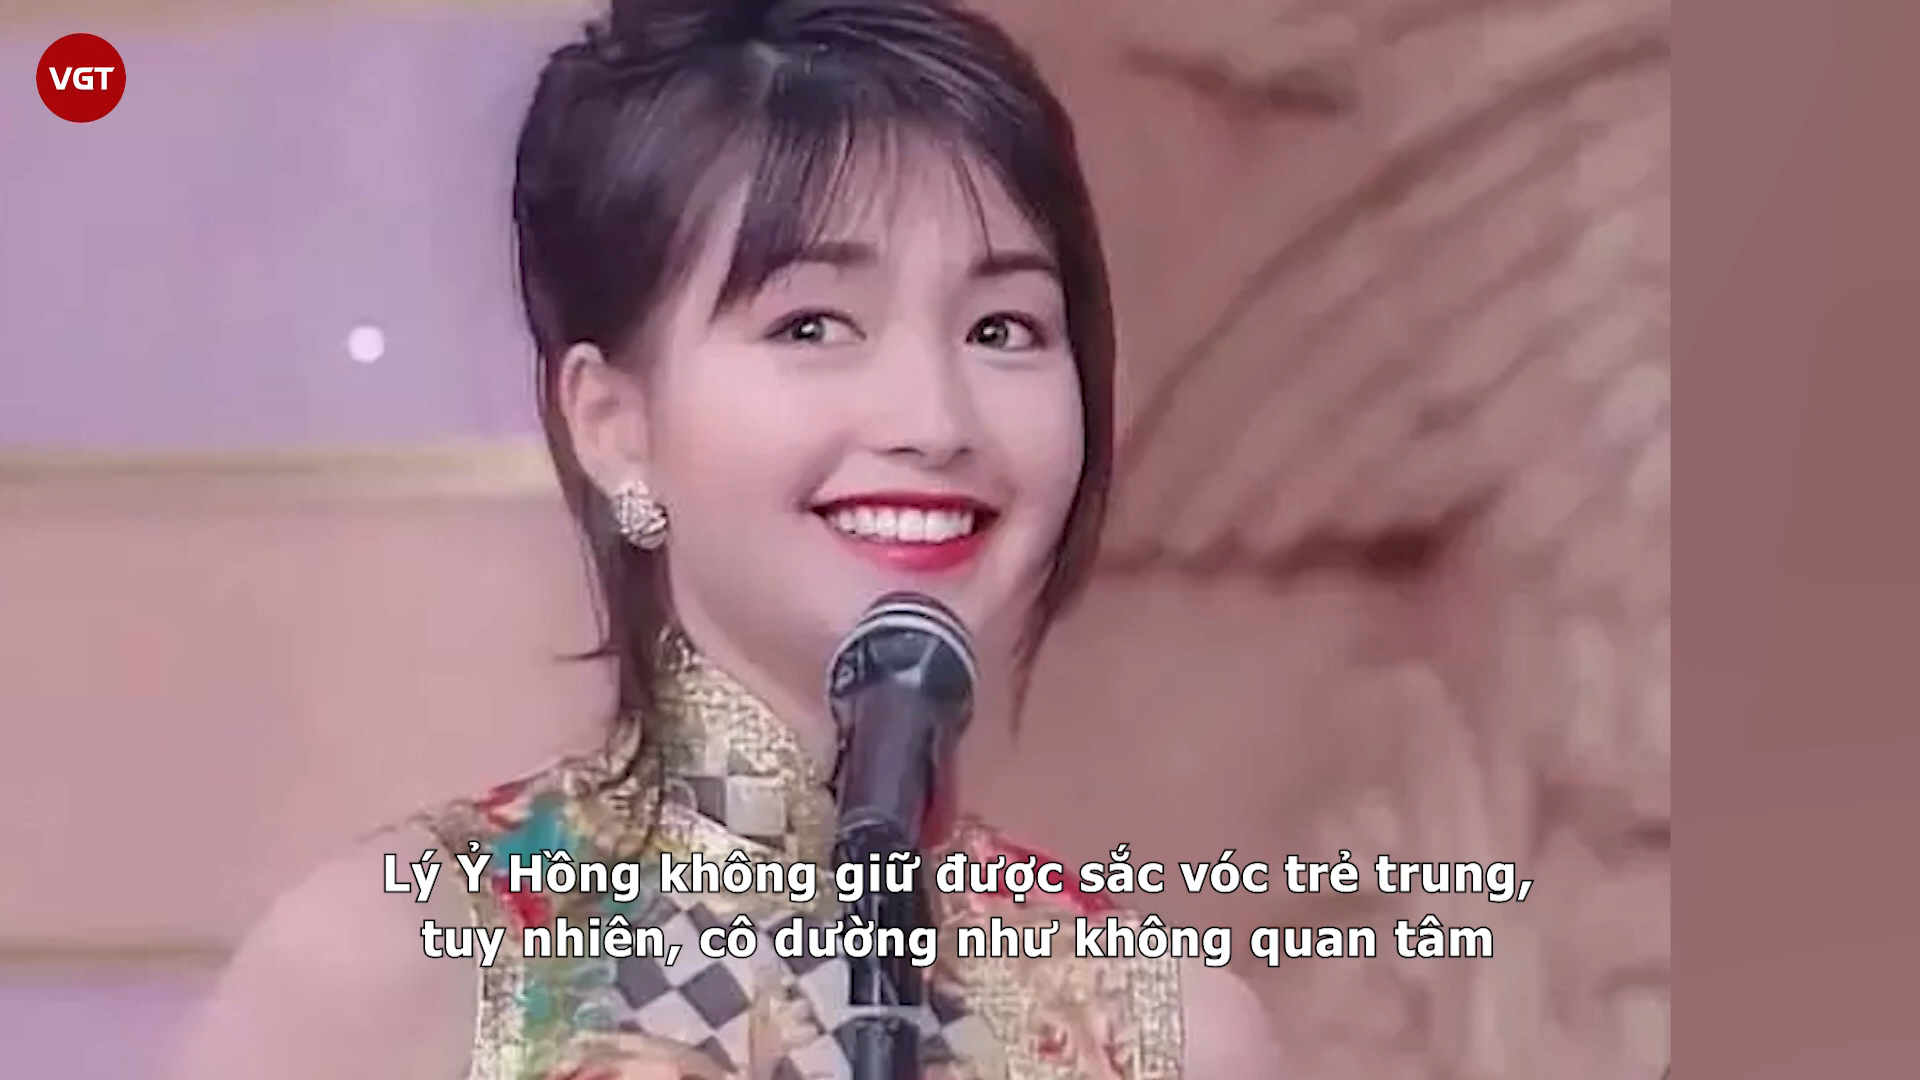 VGT
Lý Ỷ Hồng không giữ được sắc vóc trẻ trung,
tuy nhiên, cô dường như không quan tâm